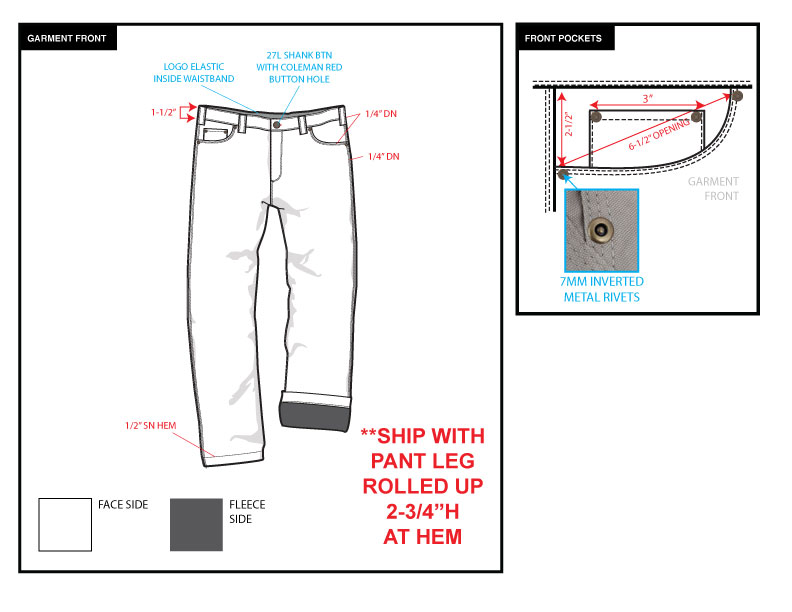 GARMENT FRONT
LOGO ELASTIC
INSIDE WAISTBAND
27L SHANK BTN
WITH COLEMAN RED
BUTTON HOLE
1-1/2"
1/4" DN
1/4" DN
1/2" SN HEM
**SHIP WITH
PANT LEG
ROLLED UP
2-3/4”H
AT HEM
FACE SIDE
FLEECE
SIDE
FRONT POCKETS
3"
2-1/2"
6-1/2" OPENING
GARMENT
FRONT
7MM INVERTED
METAL RIVETS